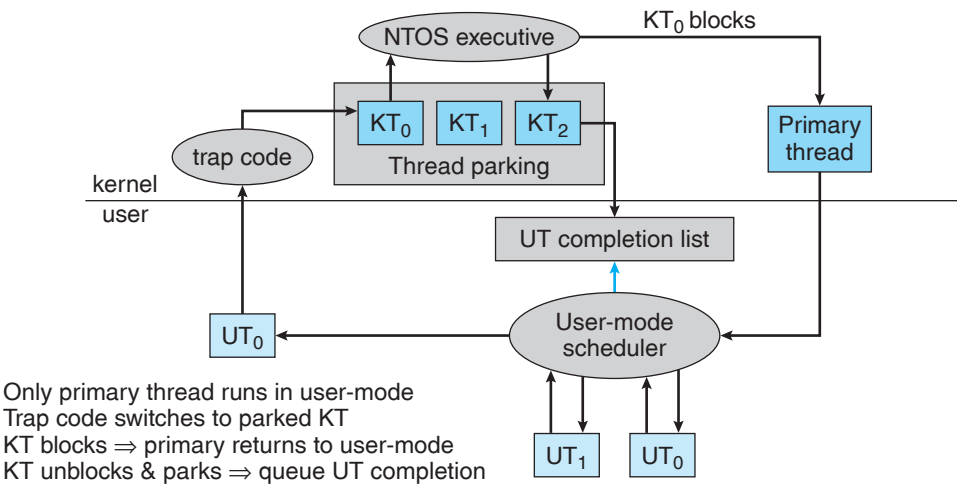 NTOS executive
KT₀ blocks
KT₀
KT₁
KT₂
Primary
thread
trap code
Thread parking
kernel
user
UT completion list
UT₀
User-mode
scheduler
Only primary thread runs in user-mode
Trap code switches to parked KT
KT blocks ⇒ primary returns to user-mode
KT unblocks & parks ⇒ queue UT completion
UT₁
UT₀